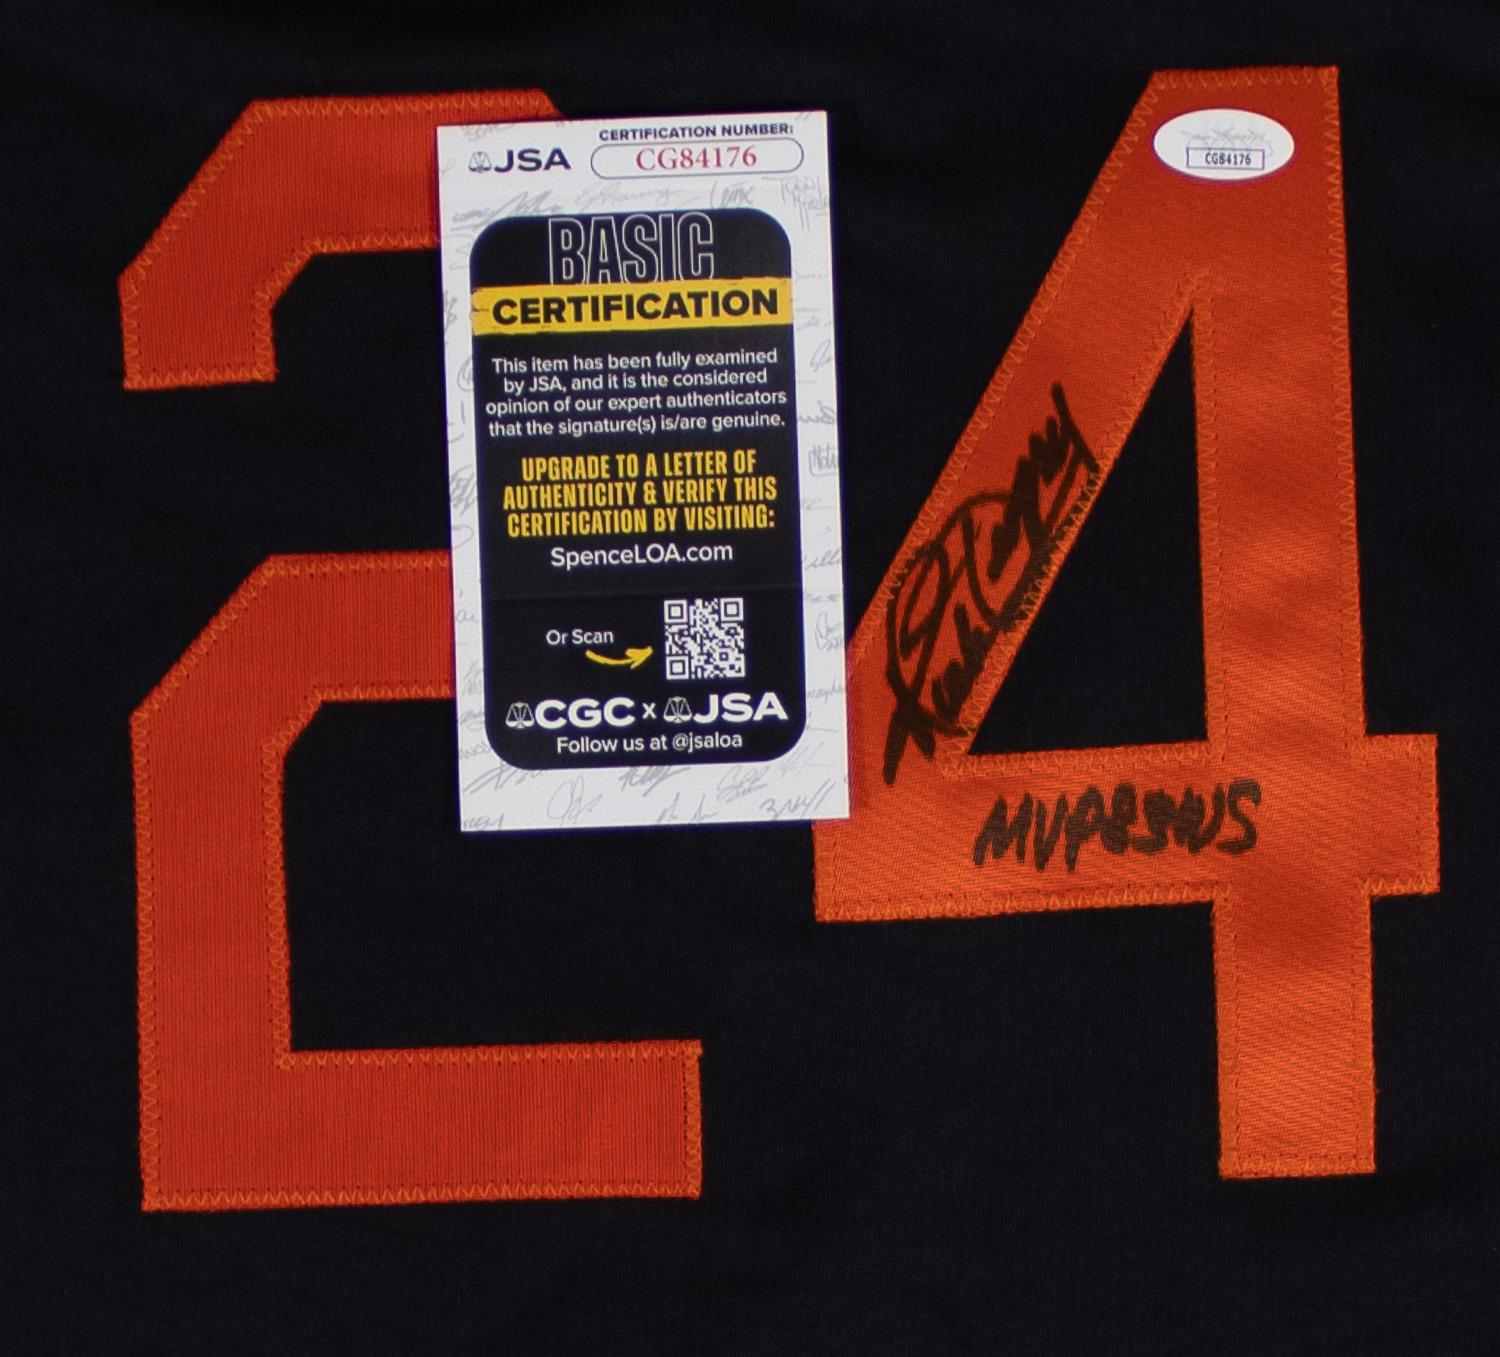 24
CERTIFICATION NUMBER:
JSA CG84176
BASIC
CERTIFICATION
This item has been fully examined
by JSA, and it is the considered
opinion of our expert authenticators
that the signature(s) is/are genuine.
UPGRADE TO A LETTER OF
AUTHENTICITY & VERIFY THIS
CERTIFICATION BY VISITING:
SpenceLOA.com
Or Scan
CGC x JSA
Follow us at @jsaloa
CG84176